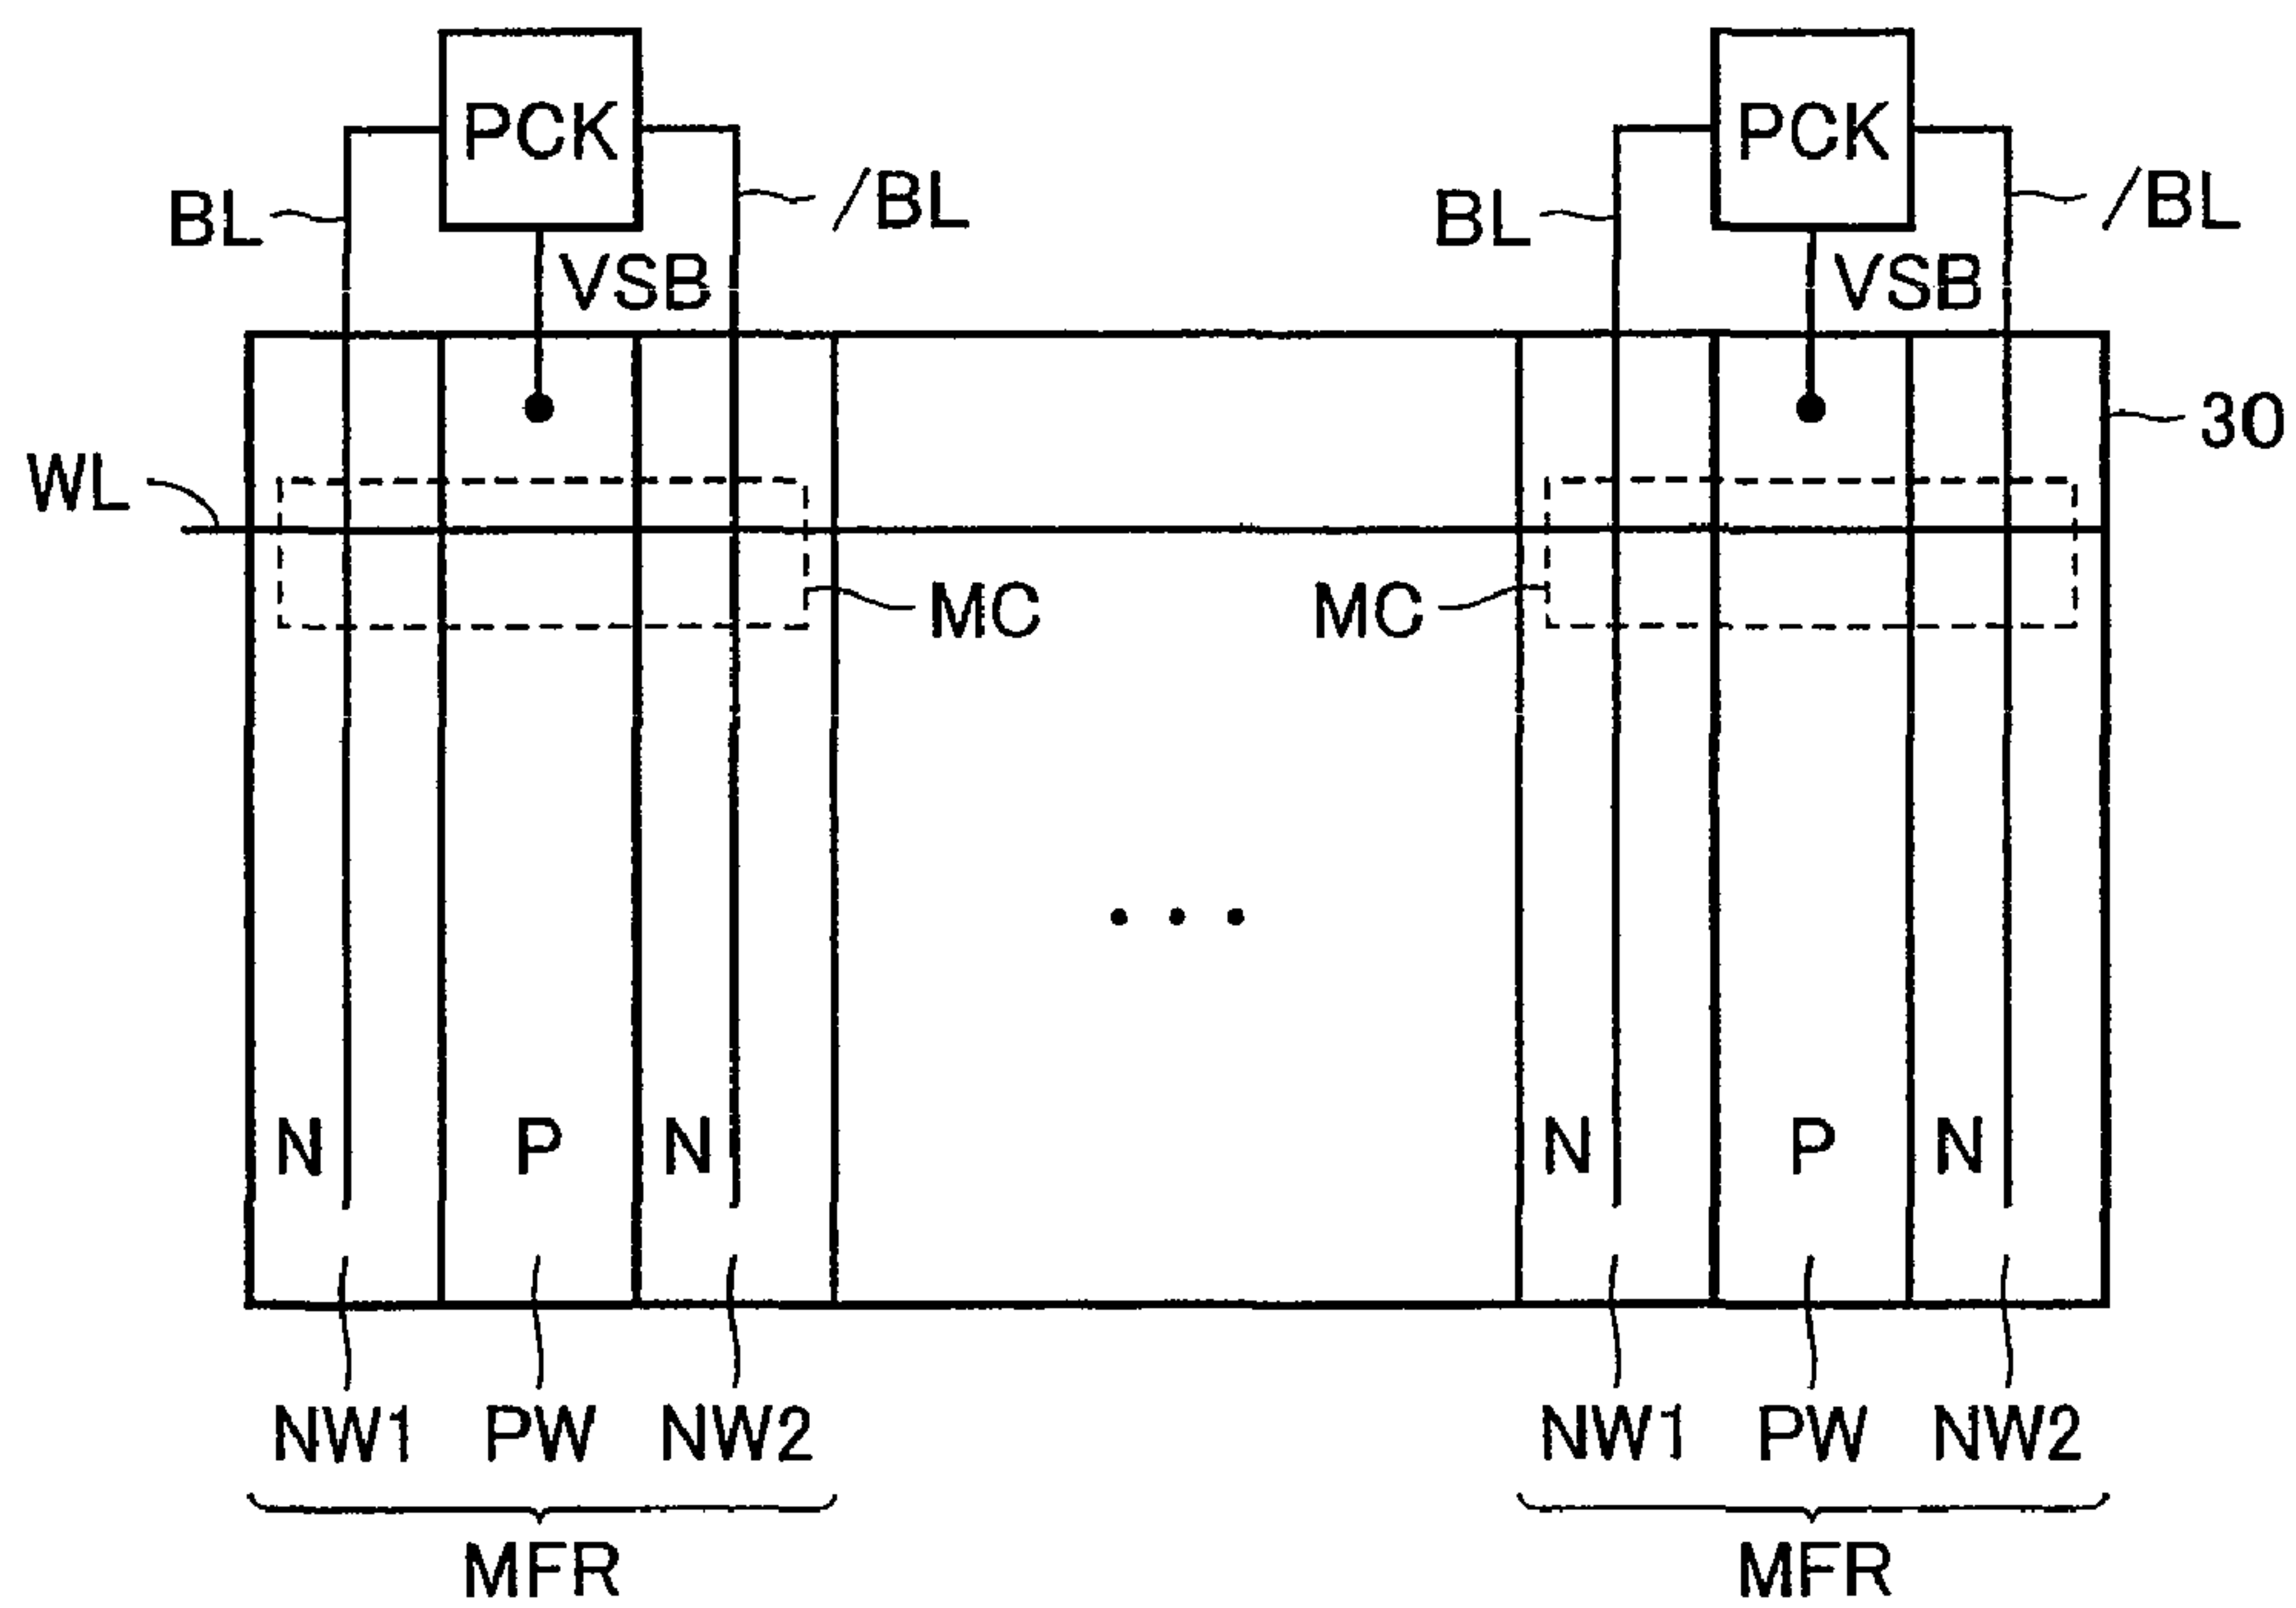 PCK PCK
BL /BL BL /BL
VSB VSB
30
WL
MC MC
...
N P N N P N
NW1 PW NW2 NW1 PW NW2
MFR MFR